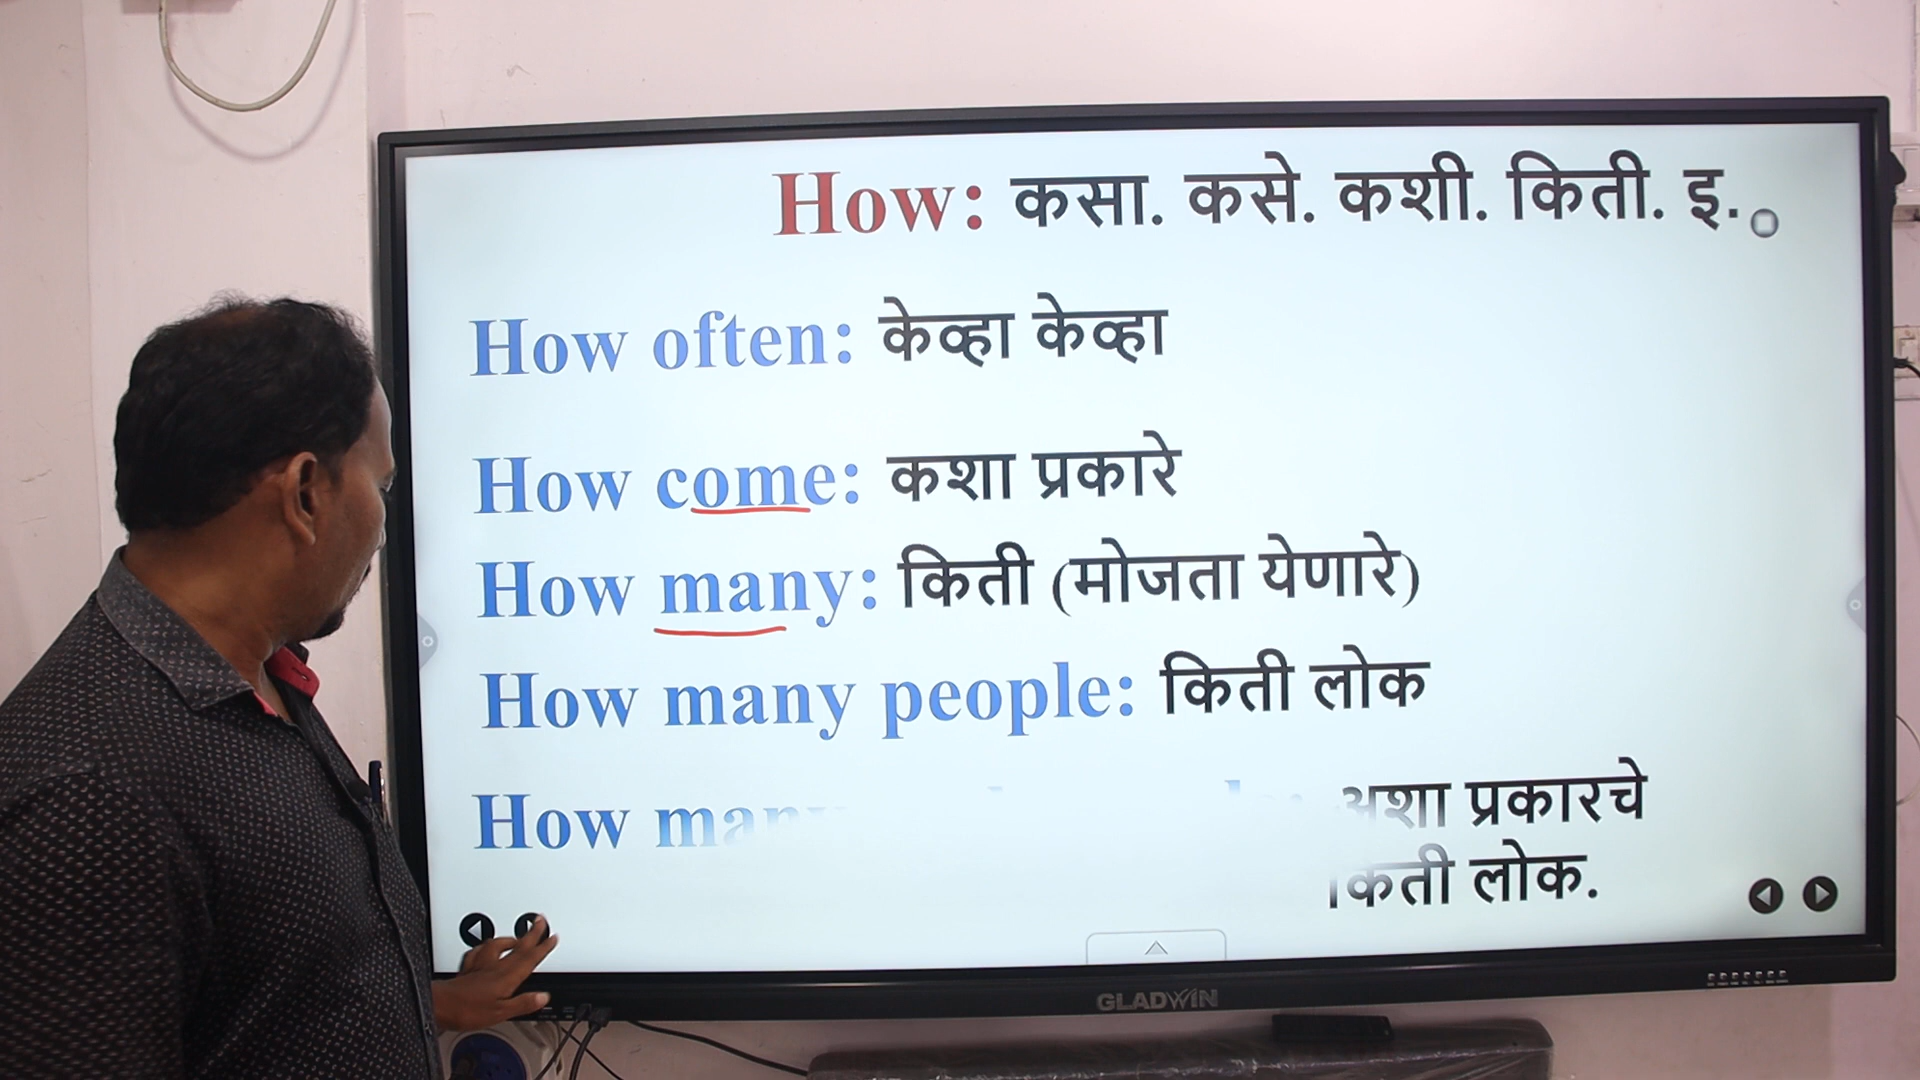 How: कसा. कसे. कशी. किती. इ.
How often: केव्हा केव्हा
How come: कशा प्रकारे
How many: किती (मोजता येणारे)
How many people: किती लोक
How many अशा प्रकारचे
किती लोक.
GLADWIN